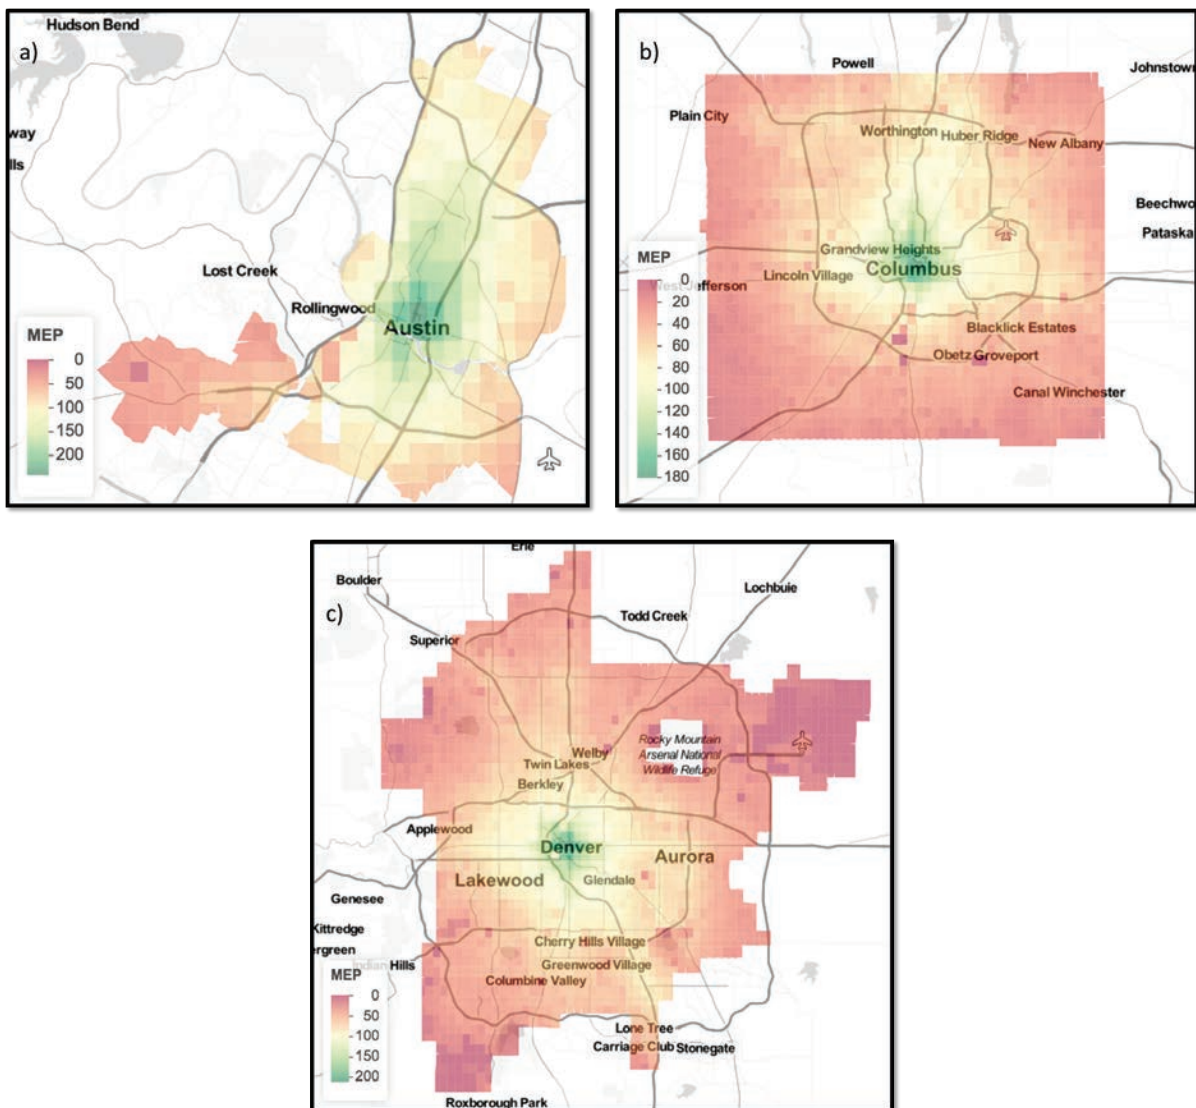 Hudson Bend
a)
way
lls
Lost Creek
Rollingwood
Austin
MEP
0
50
100
150
200
b)
Powell
Johnstown
Plain City
Worthington
Huber Ridge
New Albany
Beechwo
Pataska
Grandview Heights
Columbus
Lincoln Village
West Jefferson
MEP
0
20
40
60
80
100
120
140
160
180
Blacklick Estates
Obetz Groveport
Canal Winchester
Erie
Boulder
Lochbuie
c)
Todd Creek
Superior
Rocky Mountain
Arsenal National
Wildlife Refuge
Welby
Twin Lakes
Berkley
Applewood
Denver
Aurora
Lakewood
Glendale
Genesee
Kittredge
ergreen
Indian Hills
Cherry Hills Village
Greenwood Village
Columbine Valley
MEP
0
50
100
150
200
Lone Tree
Carriage Club Stonegate
Roxborough Park